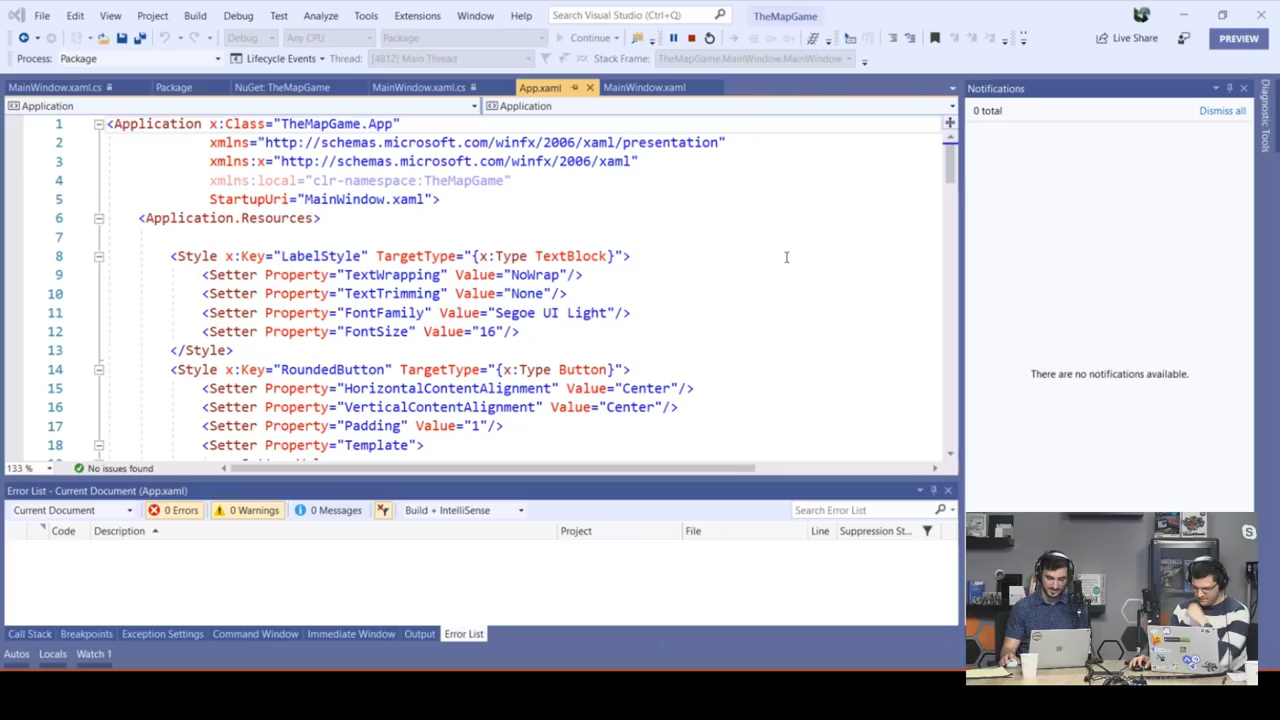 File Edit View Project Build Debug Test Analyze Tools Extensions Window Help Search Visual Studio (Ctrl+Q) TheMapGame
Debug Any CPU Package Continue Live Share PREVIEW
Process: Package Lifecycle Events Thread: [4B12] Main Thread Stack Frame: TheMapGame.MainWindow.MainWindow
MainWindow.xaml.cs Package NuGet: TheMapGame MainWindow.xaml.cs App.xaml MainWindow.xaml
Application Application
1 <Application x:Class="TheMapGame.App"
2 xmlns="http://schemas.microsoft.com/winfx/2006/xaml/presentation"
3 xmlns:x="http://schemas.microsoft.com/winfx/2006/xaml"
4 xmlns:local="clr-namespace:TheMapGame"
5 StartupUri="MainWindow.xaml">
6 <Application.Resources>
7
8 <Style x:Key="LabelStyle" TargetType="{x:Type TextBlock}">
9 <Setter Property="TextWrapping" Value="NoWrap"/>
10 <Setter Property="TextTrimming" Value="None"/>
11 <Setter Property="FontFamily" Value="Segoe UI Light"/>
12 <Setter Property="FontSize" Value="16"/>
13 </Style>
14 <Style x:Key="RoundedButton" TargetType="{x:Type Button}">
15 <Setter Property="HorizontalContentAlignment" Value="Center"/>
16 <Setter Property="VerticalContentAlignment" Value="Center"/>
17 <Setter Property="Padding" Value="1"/>
18 <Setter Property="Template">
133 % No issues found
Notifications
0 total Dismiss all
There are no notifications available.
Diagnostic Tools
Error List - Current Document (App.xaml)
Current Document 0 Errors 0 Warnings 0 Messages Build + IntelliSense Search Error List
Code Description Project File Line Suppression St...
Call Stack Breakpoints Exception Settings Command Window Immediate Window Output Error List
Autos Locals Watch 1